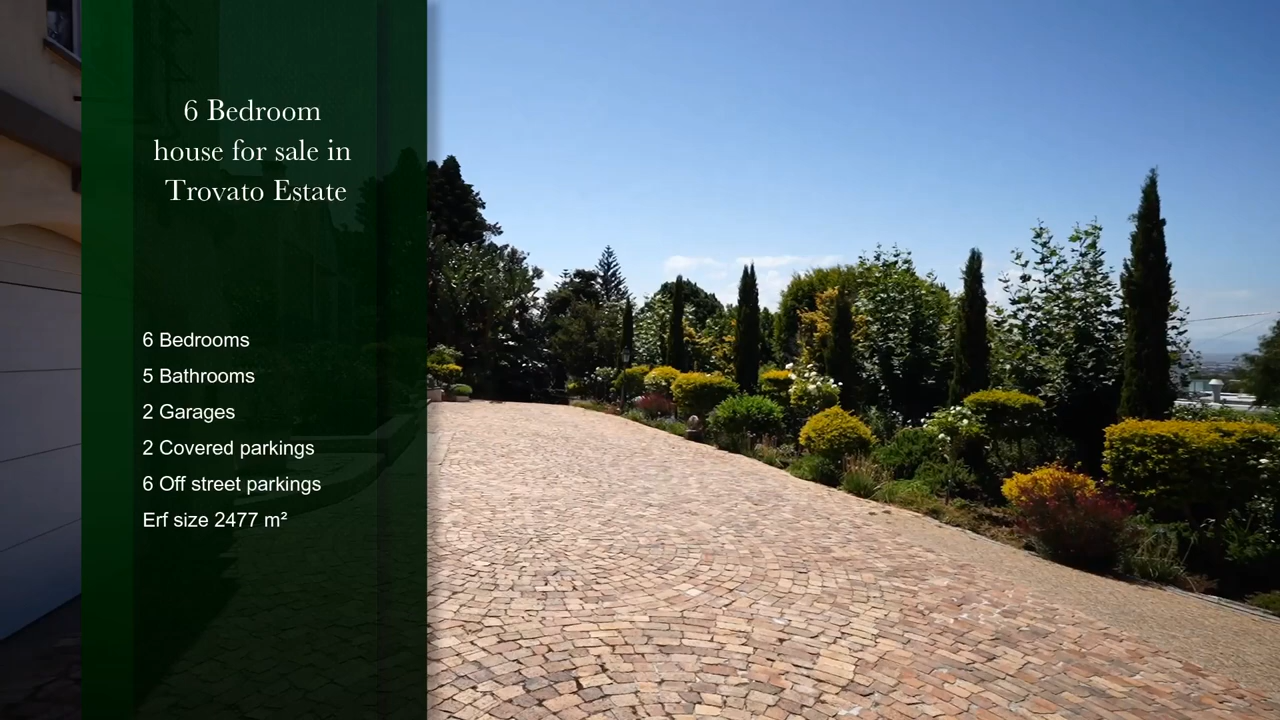 6 Bedroom
house for sale in
Trovato Estate
6 Bedrooms
5 Bathrooms
2 Garages
2 Covered parkings
6 Off street parkings
Erf size 2477 m²